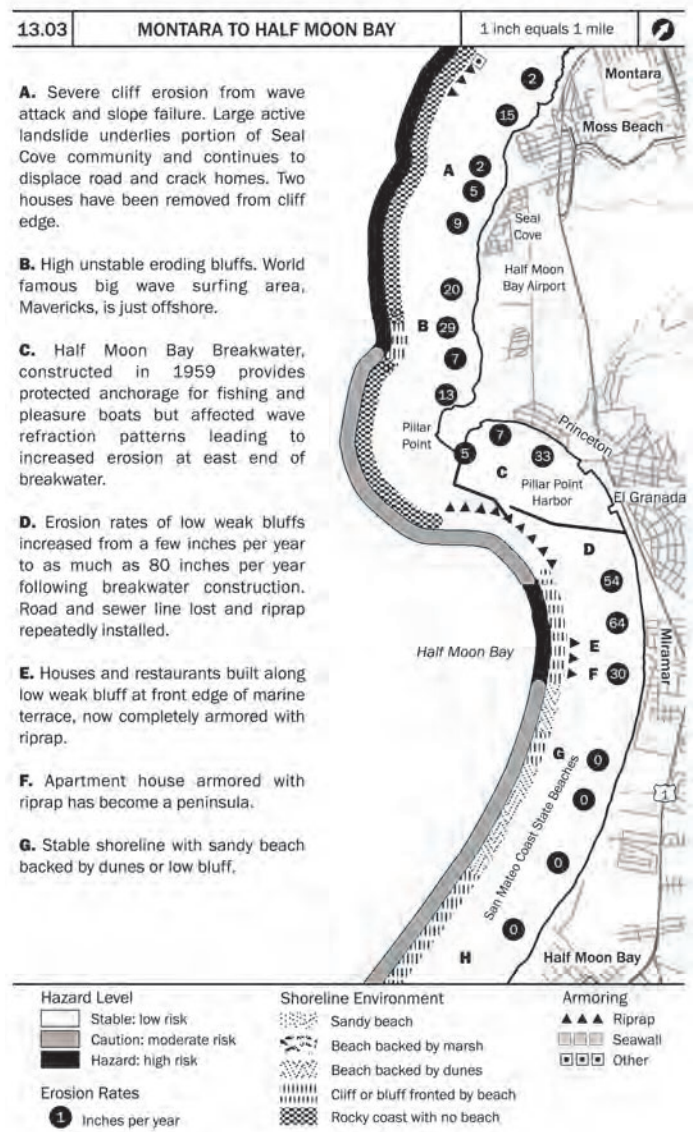 13.03 MONTARA TO HALF MOON BAY 1 inch equals 1 mile
A. Severe cliff erosion from wave
attack and slope failure. Large active
landslide underlies portion of Seal
Cove community and continues to
displace road and crack homes. Two
houses have been removed from cliff
edge.
B. High unstable eroding bluffs. World
famous big wave surfing area,
Mavericks, is just offshore.
C. Half Moon Bay Breakwater,
constructed in 1959 provides
protected anchorage for fishing and
pleasure boats but affected wave
refraction patterns leading to
increased erosion at east end of
breakwater.
D. Erosion rates of low weak bluffs
increased from a few inches per year
to as much as 80 inches per year
following breakwater construction.
Road and sewer line lost and riprap
repeatedly installed.
E. Houses and restaurants built along
low weak bluff at front edge of marine
terrace, now completely armored with
riprap.
F. Apartment house armored with
riprap has become a peninsula.
G. Stable shoreline with sandy beach
backed by dunes or low bluff.
Montara
2
15
Moss Beach
A
2
5
9
Seal
Cove
Half Moon
Bay Airport
20
B
29
7
13
Pillar
Point
Princeton
7
5
33
C
Pillar Point
Harbor
El Granada
D
54
64
Miramar
Half Moon Bay
E
F
30
G
0
1
0
San Mateo Coast State Beaches
0
0
H
Half Moon Bay
Hazard Level
Stable: low risk
Caution: moderate risk
Hazard: high risk
Erosion Rates
1 Inches per year
Shoreline Environment
Sandy beach
Beach backed by marsh
Beach backed by dunes
Cliff or bluff fronted by beach
Rocky coast with no beach
Armoring
Riprap
Seawall
Other